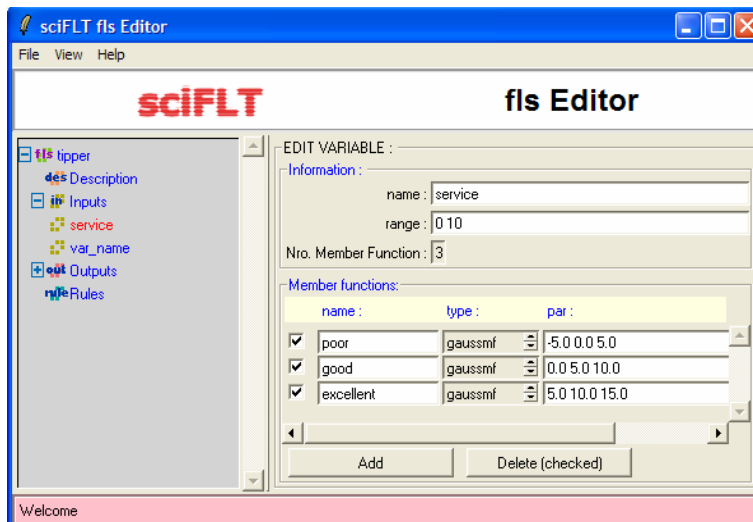 sciFLT fls Editor
File View Help
sciFLT fls Editor
fls tipper
des Description
in Inputs
service
var_name
out Outputs
rule Rules
EDIT VARIABLE :
Information :
name : service
range : 0 10
Nro. Member Function : 3
Member functions:
name : type : par :
poor gaussmf -5.0 0.0 5.0
good gaussmf 0.0 5.0 10.0
excellent gaussmf 5.0 10.0 15.0
Add Delete (checked)
Welcome